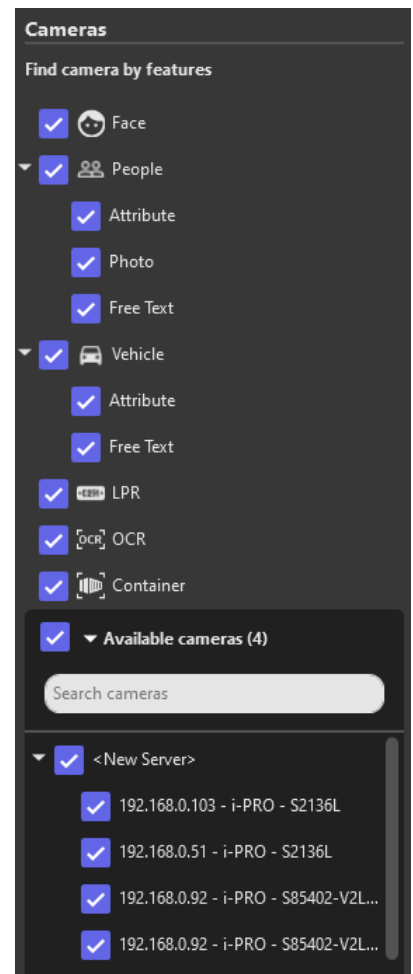 Cameras
Find camera by features
Face
People
Attribute
Photo
Free Text
Vehicle
Attribute
Free Text
LPR
OCR OCR
Container
Available cameras (4)
Search cameras
<New Server>
192.168.0.103 - i-PRO - S2136L
192.168.0.51 - i-PRO - S2136L
192.168.0.92 - i-PRO - S85402-V2L...
192.168.0.92 - i-PRO - S85402-V2L...